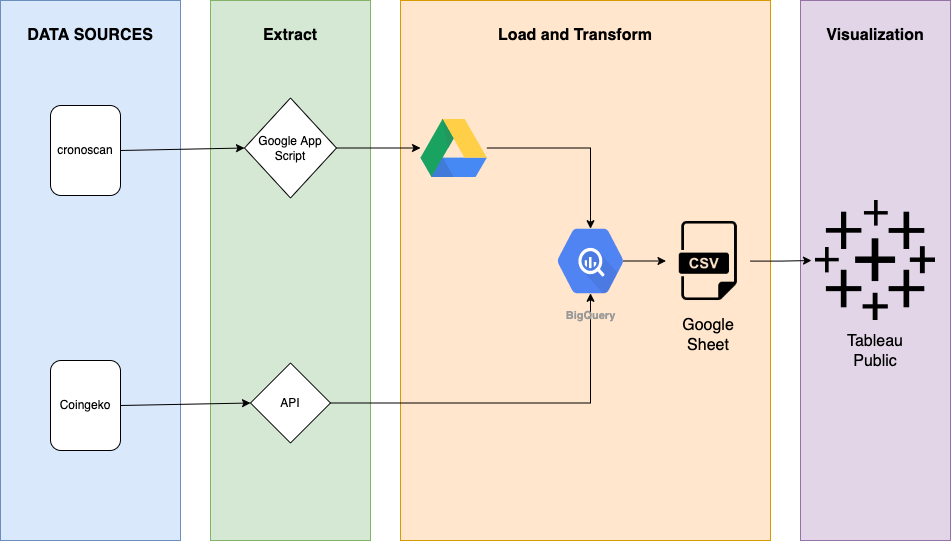 DATA SOURCES
Extract
Load and Transform
Visualization
cronoscan
Google App
Script
BigQuery
CSV
Google
Sheet
Tableau
Public
Coingeko
API